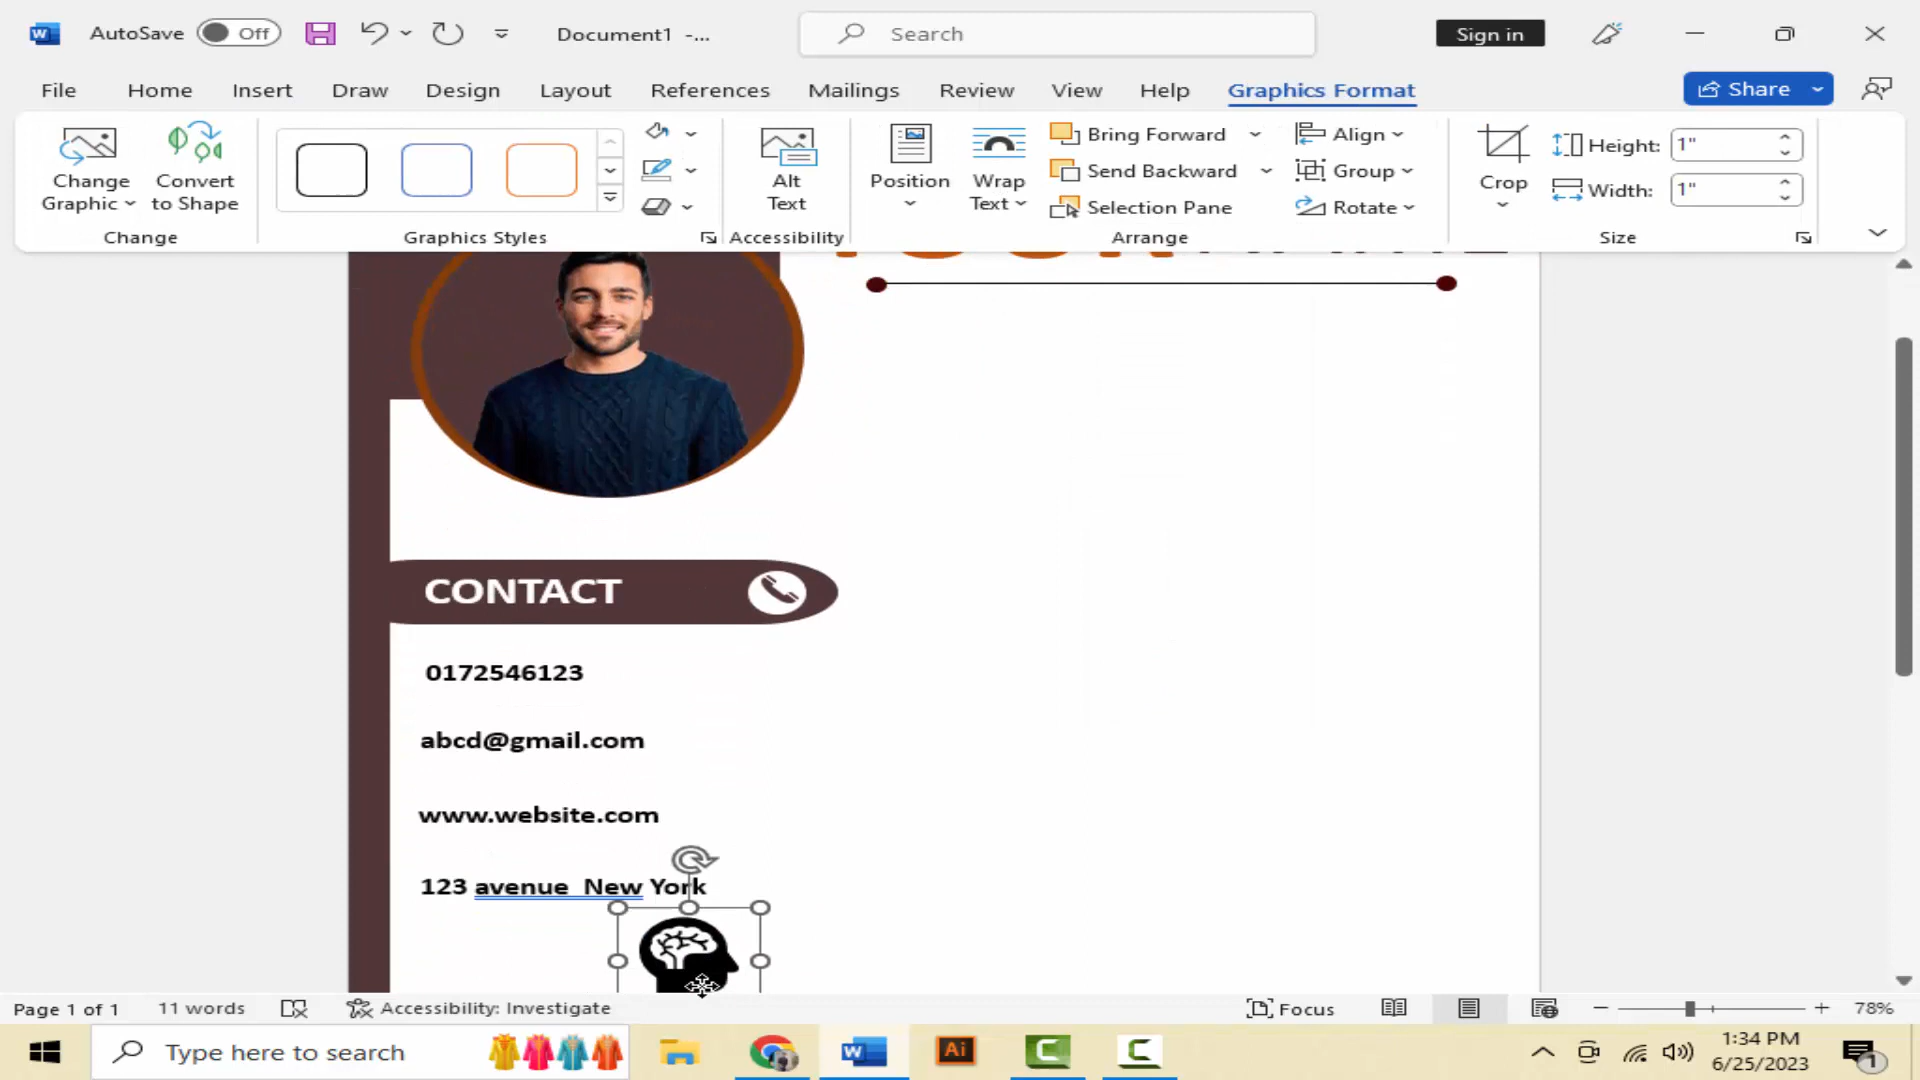 AutoSave Off Document1 -... Search Sign in
File Home Insert Draw Design Layout References Mailings Review View Help Graphics Format Share
Change Graphic Convert to Shape
Change
Graphics Styles
Alt Text
Accessibility
Position Wrap Text
Bring Forward Align
Send Backward Group
Selection Pane Rotate
Arrange
Crop
Height: 1"
Width: 1"
Size
CONTACT
0172546123
abcd@gmail.com
www.website.com
123 avenue New York
Page 1 of 1 11 words Accessibility: Investigate Focus 78%
Type here to search Ai 1:34 PM
6/25/2023 1